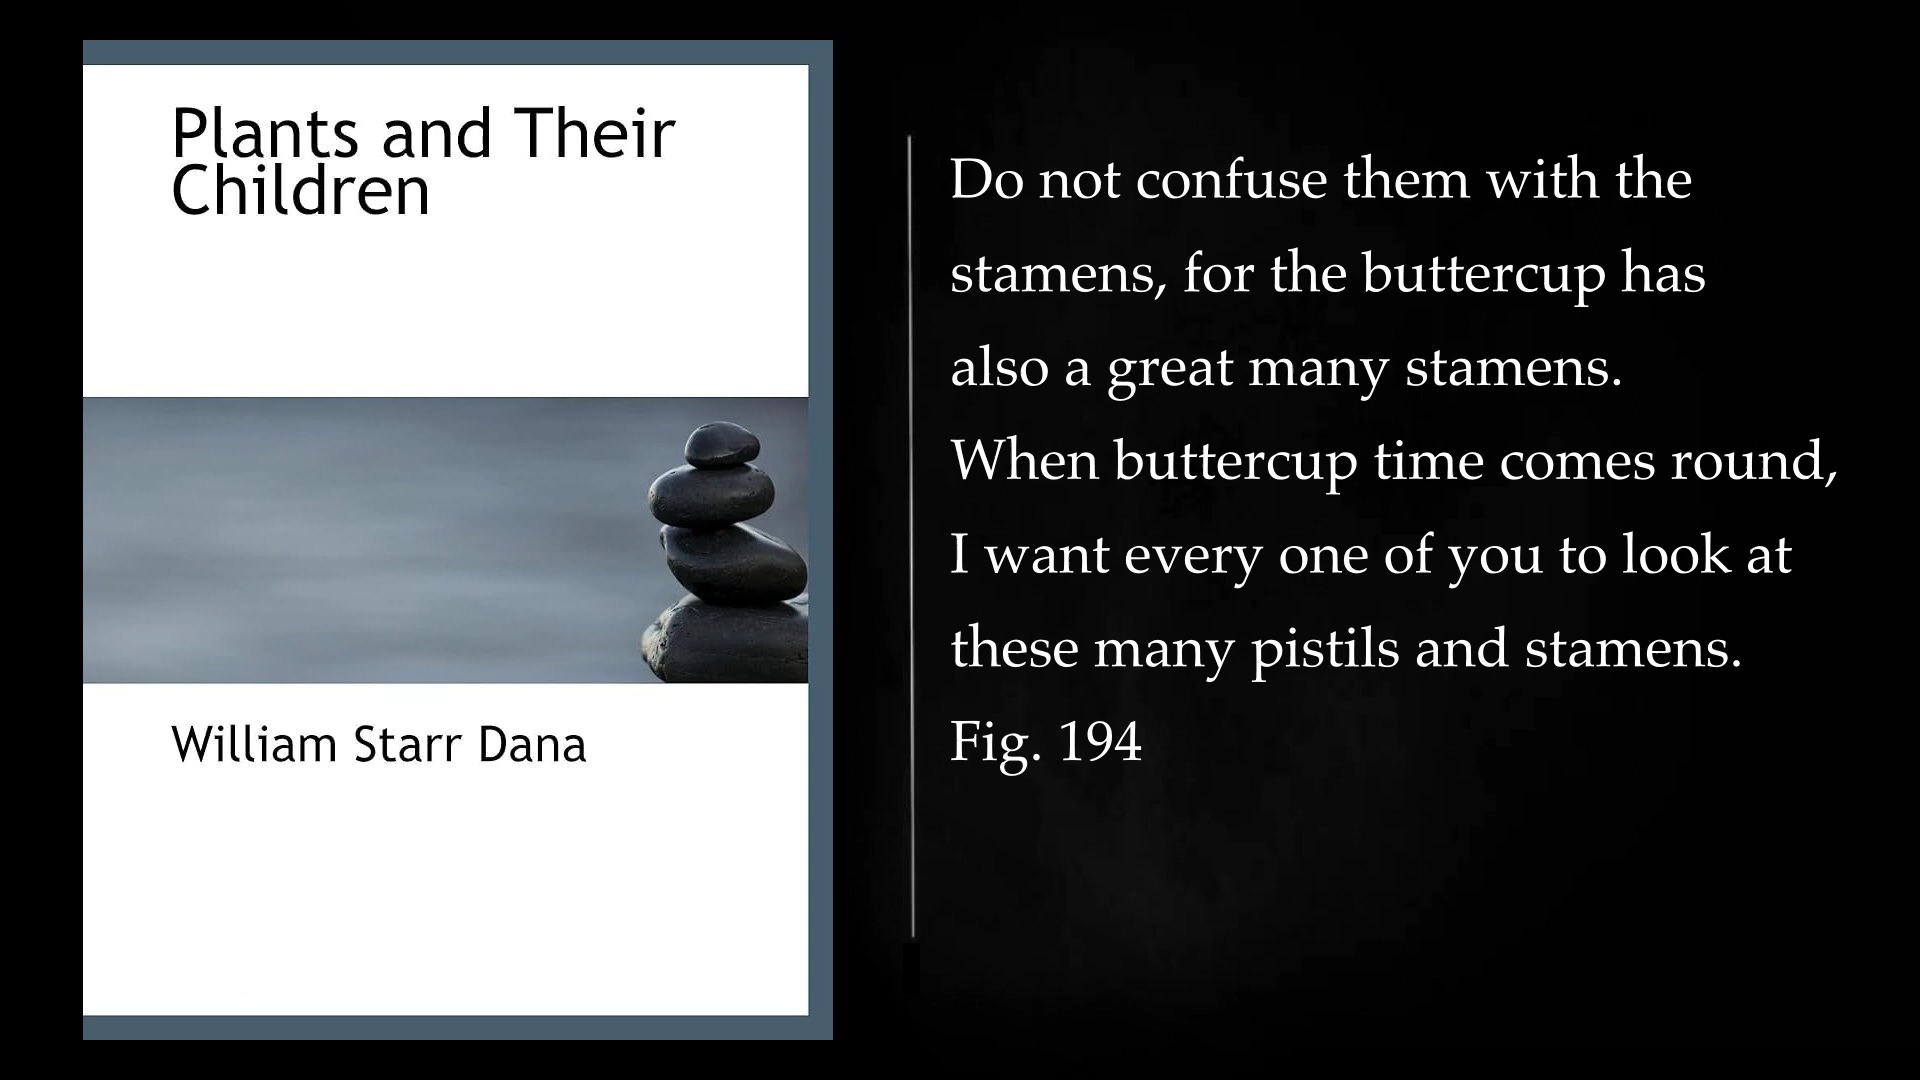 Plants and Their
Children
William Starr Dana
Do not confuse them with the
stamens, for the buttercup has
also a great many stamens.
When buttercup time comes round,
I want every one of you to look at
these many pistils and stamens.
Fig. 194